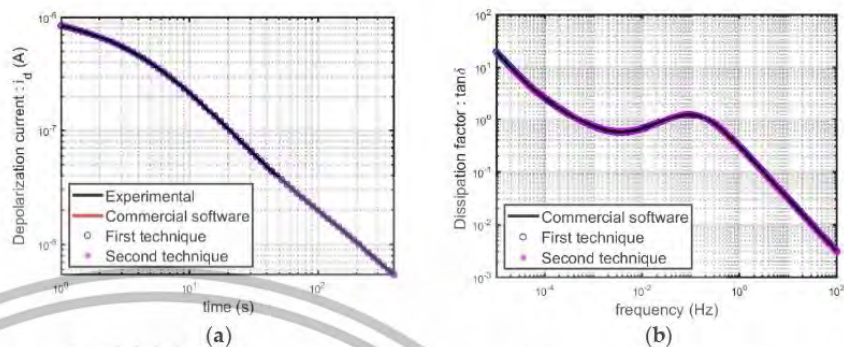 10⁻⁶
10⁻⁷
10⁻⁸
Depolarization current : i_d (A)
Experimental
Commercial software
First technique
Second technique
10⁰ 10¹ 10²
time (s)
(a)
10²
10¹
10⁰
10⁻¹
10⁻²
10⁻³
Dissipation factor : tanδ
Commercial software
First technique
Second technique
10⁻⁴ 10⁻² 10⁰ 10²
frequency (Hz)
(b)